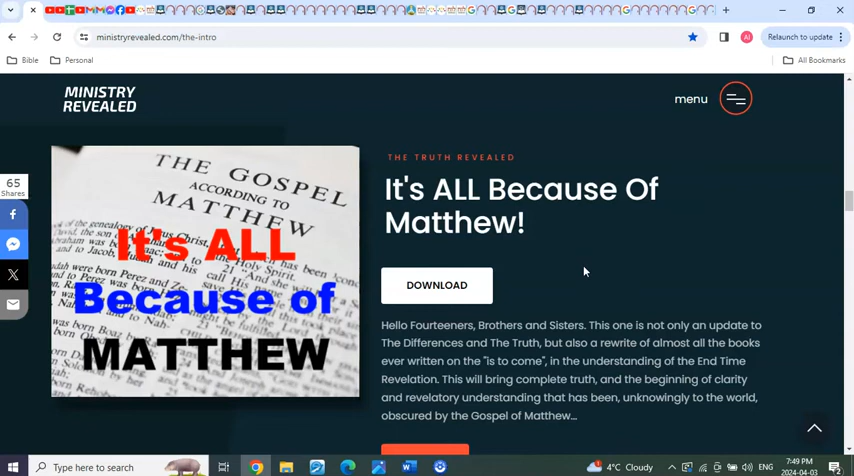 Relaunch to update
ministryrevealed.com/the-intro
Bible
Personal
All Bookmarks
MINISTRY
REVEALED
menu
THE GOSPEL
ACCORDING TO
MATTHEW
It's ALL
Because of
MATTHEW
65
Shares
THE TRUTH REVEALED
It's ALL Because Of
Matthew!
DOWNLOAD
Hello Fourteeners, Brothers and Sisters. This one is not only an update to
The Differences and The Truth, but also a rewrite of almost all the books
ever written on the "is to come", in the understanding of the End Time
Revelation. This will bring complete truth, and the beginning of clarity
and revelatory understanding that has been, unknowingly to the world,
obscured by the Gospel of Matthew...
Type here to search
4°C Cloudy
ENG
7:49 PM
2024-04-03